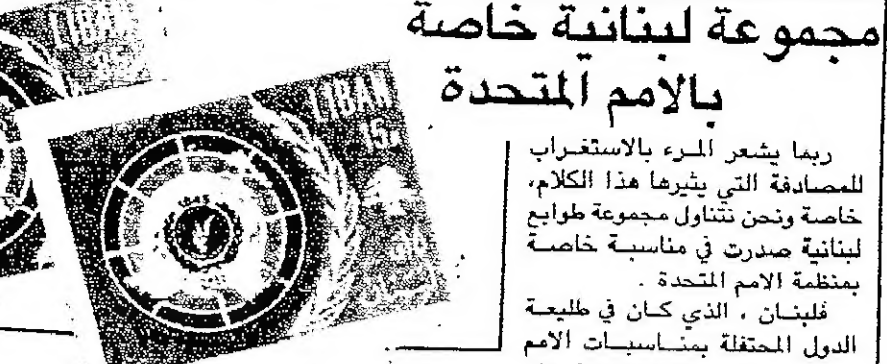 مجموعة لبنانية خاصة
بالامم المتحدة
LIBAN
LIBAN
15
1945
ربما يشعر المرء بالاستغراب
للمصادفة التي يثيرها هذا الكلام،
خاصة ونحن نتناول مجموعة طوابع
لبنانية صدرت في مناسبة خاصة
بمنظمة الامم المتحدة .
فلبنان ، الذي كان في طليعة
الدول المحتفلة بمناسبات الامم